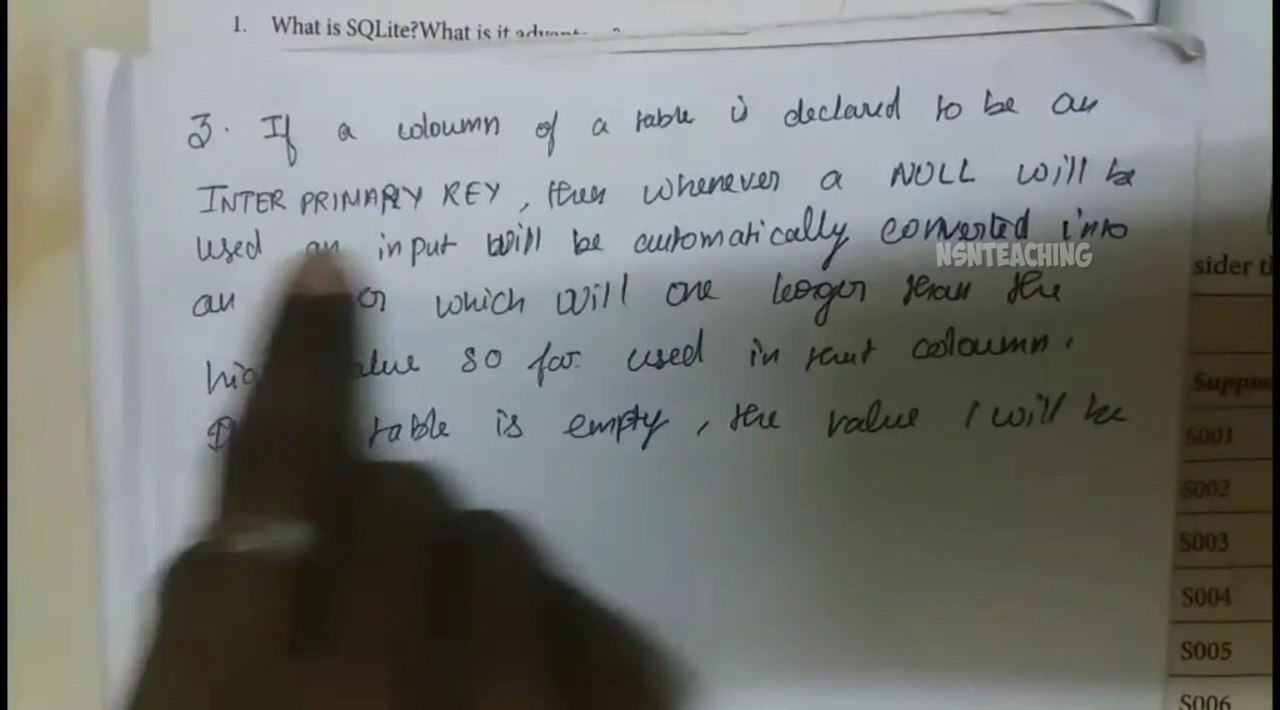 1. What is SQLite?What is it
3. If a coloumn of a table is declared to be an
INTER PRIMARY KEY, then whenever a NULL will be
used an input will be automatically converted into
NSNTEACHING
an which will one larger than the
so far used in that coloumn.
table is empty, the value 1 will be
sider
Suppo
S001
S002
S003
S004
S005
S006